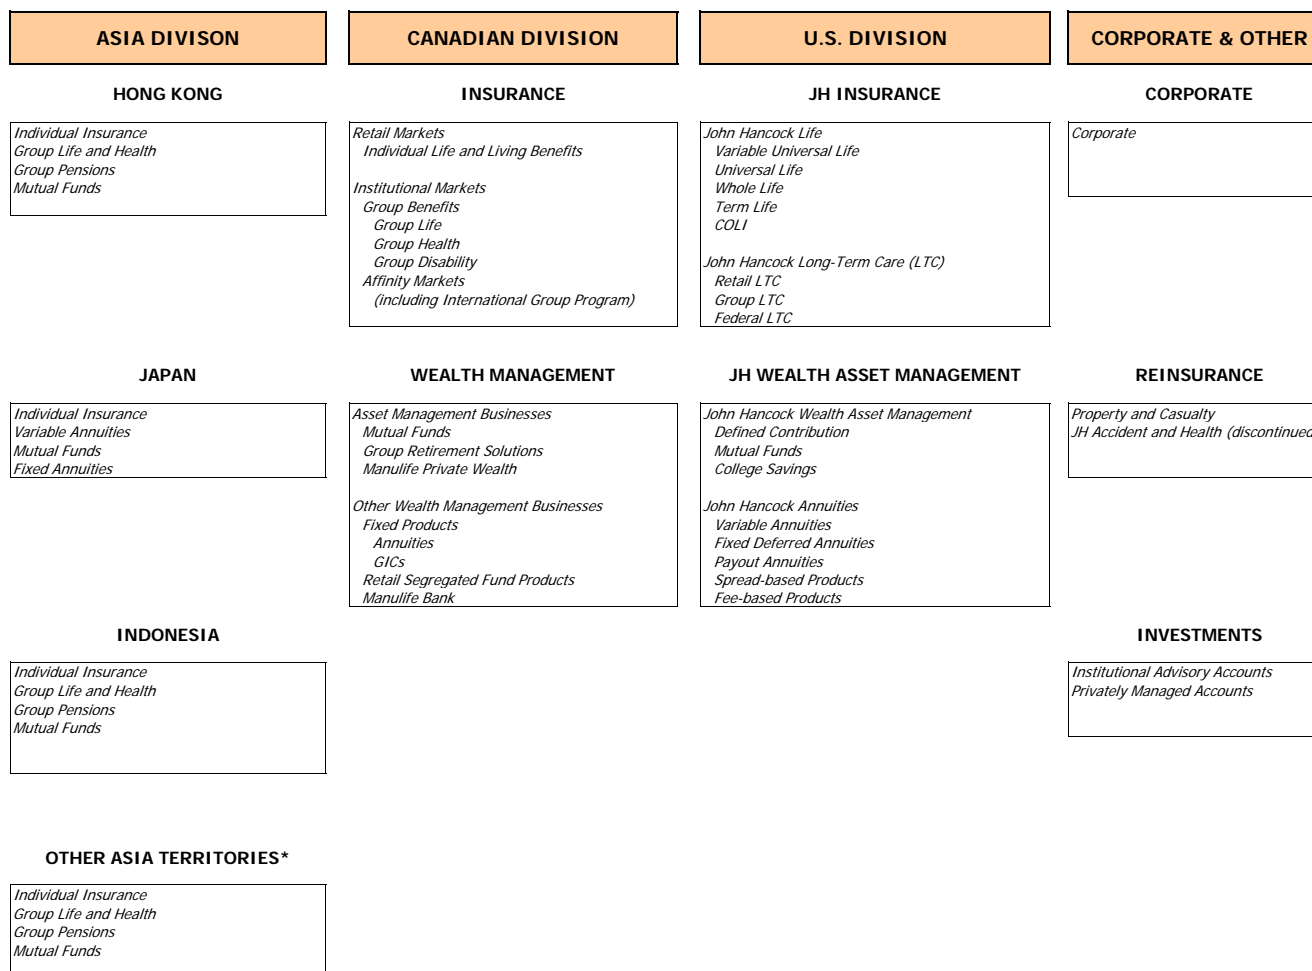 ASIA DIVISON
CANADIAN DIVISION
U.S. DIVISION
CORPORATE & OTHER
HONG KONG
Individual Insurance
Group Life and Health
Group Pensions
Mutual Funds
INSURANCE
Retail Markets
Individual Life and Living Benefits
Institutional Markets
Group Benefits
Group Life
Group Health
Group Disability
Affinity Markets
(including International Group Program)
JH INSURANCE
John Hancock Life
Variable Universal Life
Universal Life
Whole Life
Term Life
COLI
John Hancock Long-Term Care (LTC)
Retail LTC
Group LTC
Federal LTC
CORPORATE
Corporate
JAPAN
Individual Insurance
Variable Annuities
Mutual Funds
Fixed Annuities
WEALTH MANAGEMENT
Asset Management Businesses
Mutual Funds
Group Retirement Solutions
Manulife Private Wealth
Other Wealth Management Businesses
Fixed Products
Annuities
GICs
Retail Segregated Fund Products
Manulife Bank
JH WEALTH ASSET MANAGEMENT
John Hancock Wealth Asset Management
Defined Contribution
Mutual Funds
College Savings
John Hancock Annuities
Variable Annuities
Fixed Deferred Annuities
Payout Annuities
Spread-based Products
Fee-based Products
REINSURANCE
Property and Casualty
JH Accident and Health (discontinued
INDONESIA
Individual Insurance
Group Life and Health
Group Pensions
Mutual Funds
INVESTMENTS
Institutional Advisory Accounts
Privately Managed Accounts
OTHER ASIA TERRITORIES*
Individual Insurance
Group Life and Health
Group Pensions
Mutual Funds